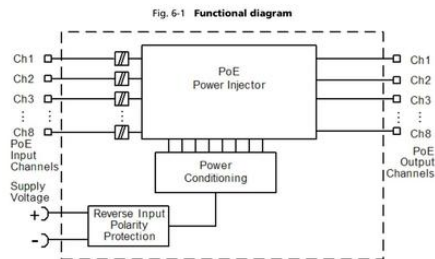 Fig. 6-1 Functional diagram
Ch1
Ch2
Ch3
Ch8
PoE
Input
Channels
Supply
Voltage
+
-
PoE
Power Injector
Power
Conditioning
Reverse Input
Polarity
Protection
Ch1
Ch2
Ch3
Ch8
PoE
Output
Channels